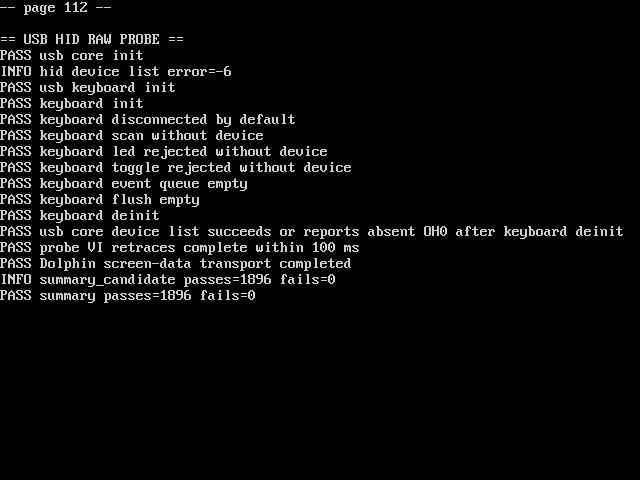 -- page 112 --
== USB HID RAW PROBE ==
PASS usb core init
INFO hid device list error=-6
PASS usb keyboard init
PASS keyboard init
PASS keyboard disconnected by default
PASS keyboard scan without device
PASS keyboard led rejected without device
PASS keyboard toggle rejected without device
PASS keyboard event queue empty
PASS keyboard flush empty
PASS keyboard deinit
PASS usb core device list succeeds or reports absent OH0 after keyboard deinit
PASS probe VI retraces complete within 100 ms
PASS Dolphin screen-data transport completed
INFO summary_candidate passes=1896 fails=0
PASS summary passes=1896 fails=0